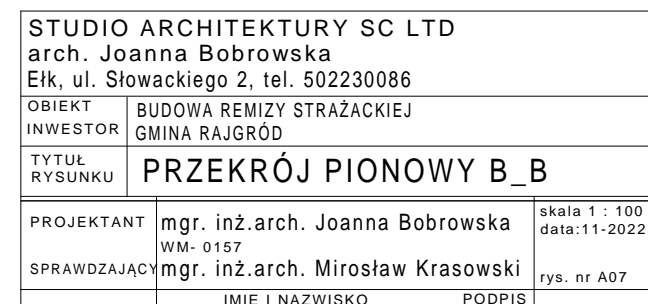 STUDIO ARCHITEKTURY SC LTD
arch. Joanna Bobrowska
Ełk, ul. Słowackiego 2, tel. 502230086
OBIEKT BUDOWA REMIZY STRAŻACKIEJ
INWESTOR GMINA RAJGRÓD
TYTUŁ RYSUNKU PRZEKRÓJ PIONOWY B_B
PROJEKTANT mgr. inż.arch. Joanna Bobrowska skala 1 : 100
WM- 0157 data:11-2022
SPRAWDZAJĄCY mgr. inż.arch. Mirosław Krasowski rys. nr A07
IMIĘ I NAZWISKO PODPIS